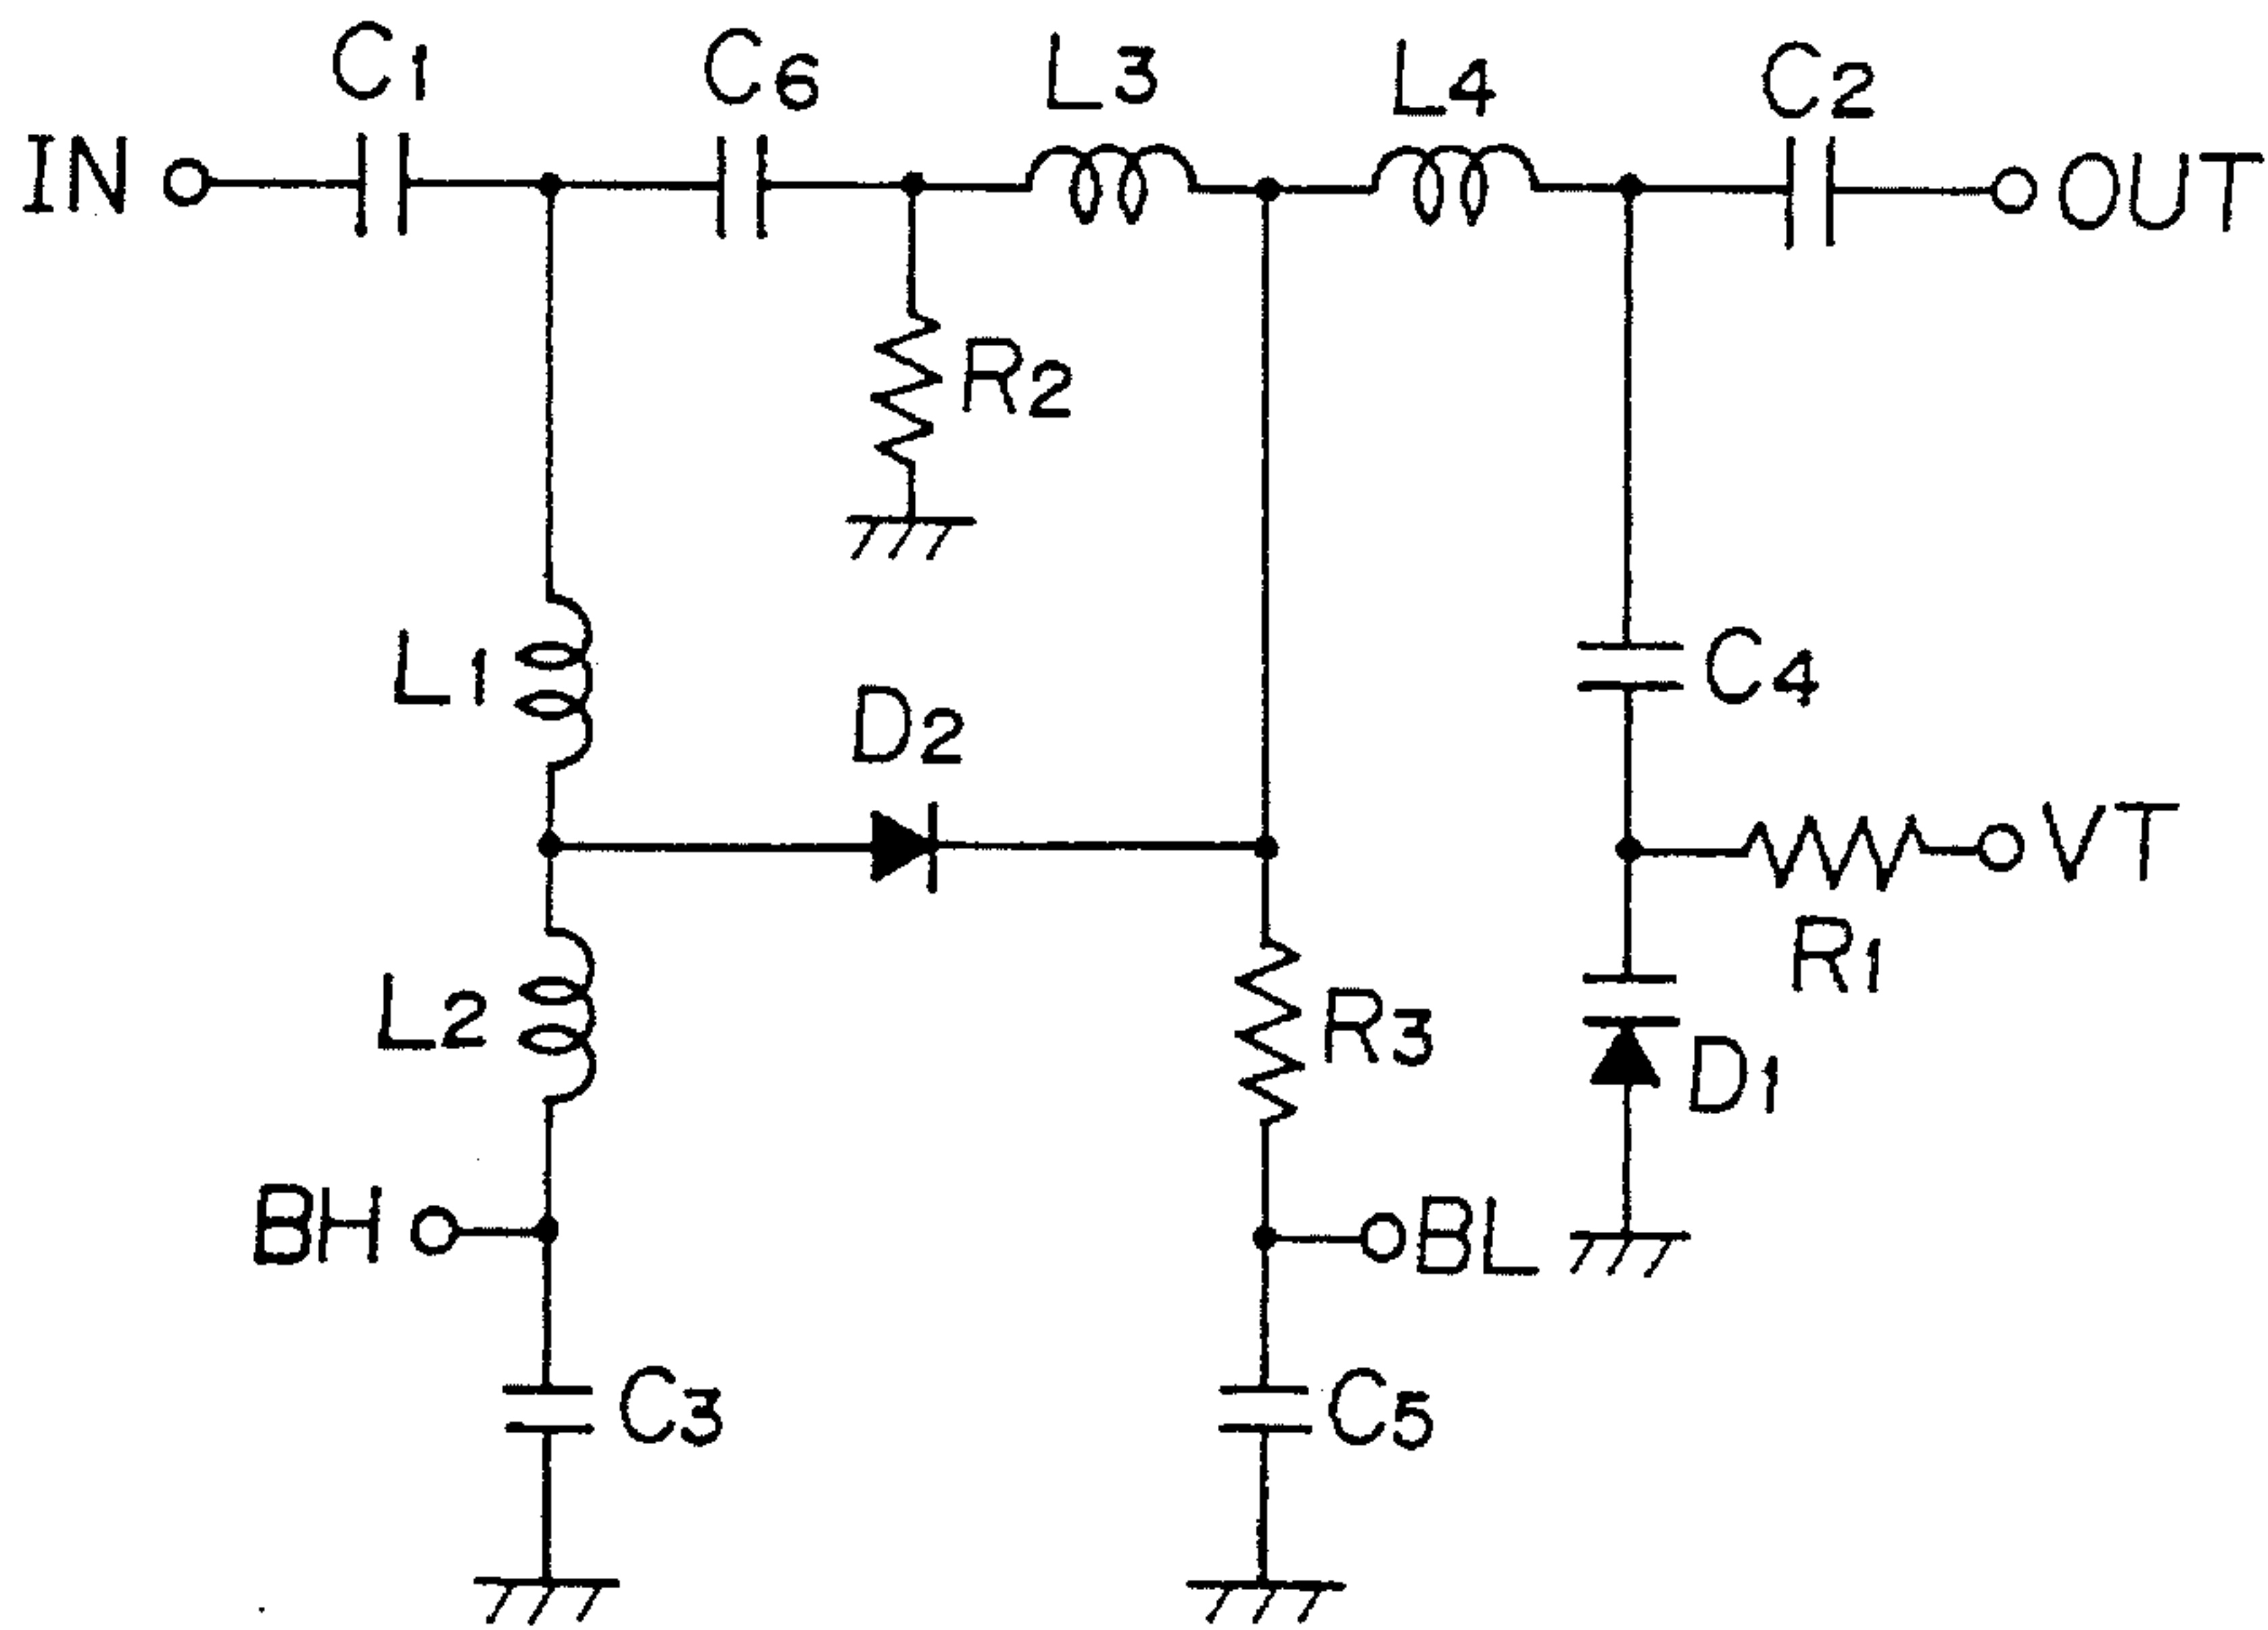 C1 C6 L3 L4 C2
IN OUT
R2
L1 C4
D2
VT
R1
L2 R3 D1
BH BL
C3 C5